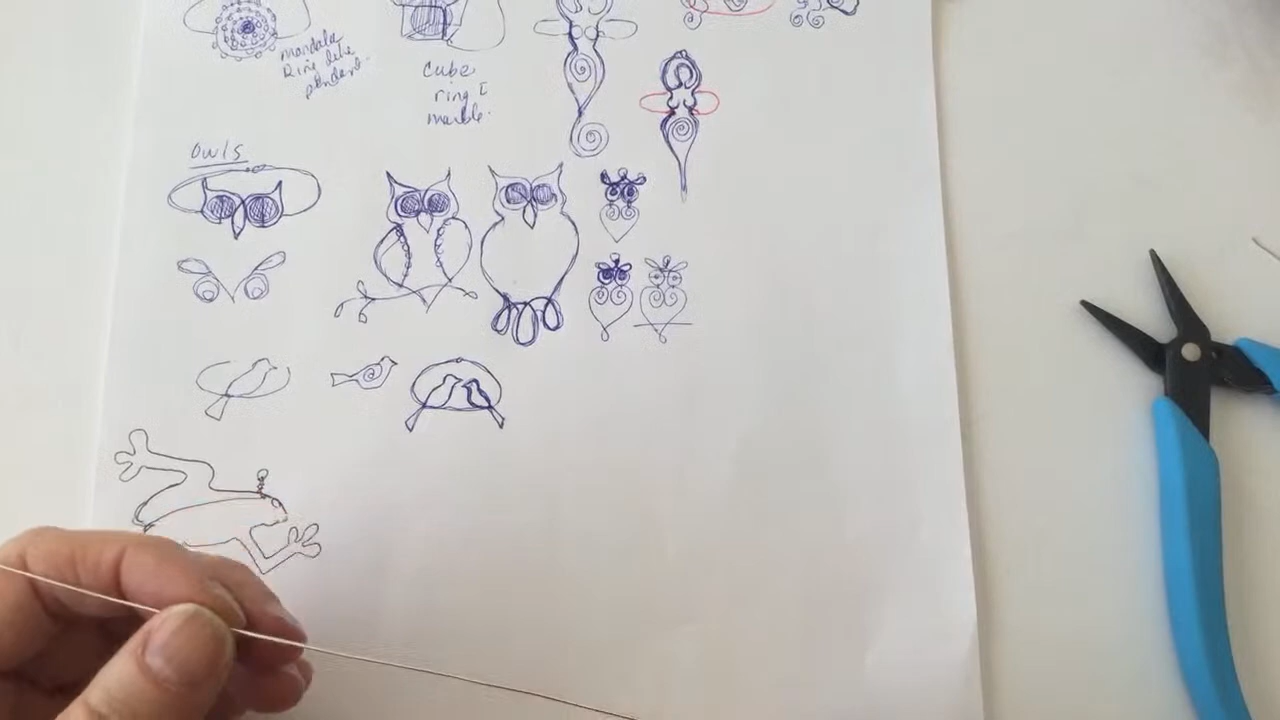 mandala
Ring like
pendant.
Cube
ring I
marble.
Owls